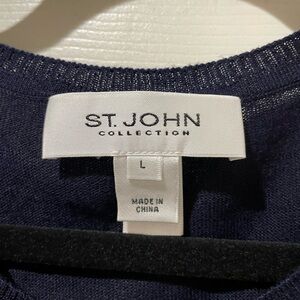 ST. JOHN
COLLECTION
L
MADE IN
CHINA